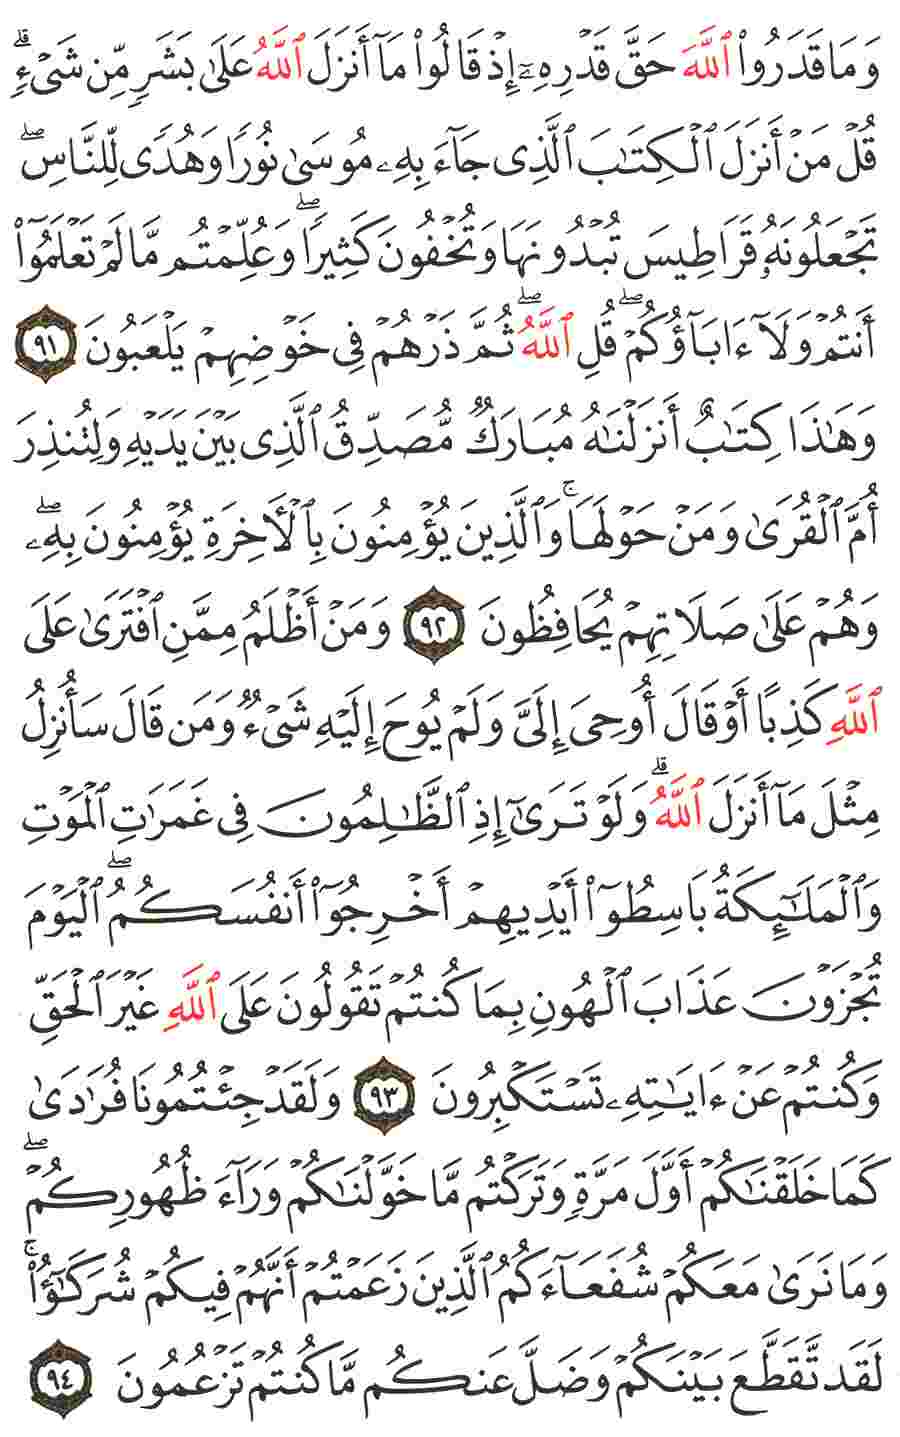 وَمَا قَدَرُوا۟ ٱللَّهَ حَقَّ قَدْرِهِۦٓ إِذْ قَالُوا۟ مَآ أَنزَلَ ٱللَّهُ عَلَىٰ بَشَرٍ مِّن شَىْءٍ ۗ
قُلْ مَنْ أَنزَلَ ٱلْكِتَـٰبَ ٱلَّذِى جَآءَ بِهِۦ مُوسَىٰ نُورًا وَهُدًى لِّلنَّاسِ ۖ
تَجْعَلُونَهُۥ قَرَاطِيسَ تُبْدُونَهَا وَتُخْفُونَ كَثِيرًا ۖ وَعُلِّمْتُم مَّا لَمْ تَعْلَمُوٓا۟
أَنتُمْ وَلَآ ءَابَآؤُكُمْ ۖ قُلِ ٱللَّهُ ۖ ثُمَّ ذَرْهُمْ فِى خَوْضِهِمْ يَلْعَبُونَ ٩١
وَهَـٰذَا كِتَـٰبٌ أَنزَلْنَـٰهُ مُبَارَكٌ مُّصَدِّقُ ٱلَّذِى بَيْنَ يَدَيْهِ وَلِتُنذِرَ
أُمَّ ٱلْقُرَىٰ وَمَنْ حَوْلَهَا ۚ وَٱلَّذِينَ يُؤْمِنُونَ بِٱلْـَٔاخِرَةِ يُؤْمِنُونَ بِهِۦ ۖ
وَهُمْ عَلَىٰ صَلَاتِهِمْ يُحَافِظُونَ ٩٢ وَمَنْ أَظْلَمُ مِمَّنِ ٱفْتَرَىٰ عَلَى
ٱللَّهِ كَذِبًا أَوْ قَالَ أُوحِىَ إِلَىَّ وَلَمْ يُوحَ إِلَيْهِ شَىْءٌ وَمَن قَالَ سَأُنزِلُ
مِثْلَ مَآ أَنزَلَ ٱللَّهُ ۗ وَلَوْ تَرَىٰٓ إِذِ ٱلظَّـٰلِمُونَ فِى غَمَرَٰتِ ٱلْمَوْتِ
وَٱلْمَلَـٰٓئِكَةُ بَاسِطُوٓا۟ أَيْدِيهِمْ أَخْرِجُوٓا۟ أَنفُسَكُمُ ۖ ٱلْيَوْمَ
تُجْزَوْنَ عَذَابَ ٱلْهُونِ بِمَا كُنتُمْ تَقُولُونَ عَلَى ٱللَّهِ غَيْرَ ٱلْحَقِّ
وَكُنتُمْ عَنْ ءَايَـٰتِهِۦ تَسْتَكْبِرُونَ ٩٣ وَلَقَدْ جِئْتُمُونَا فُرَٰدَىٰ
كَمَا خَلَقْنَـٰكُمْ أَوَّلَ مَرَّةٍ وَتَرَكْتُم مَّا خَوَّلْنَـٰكُمْ وَرَآءَ ظُهُورِكُمْ ۖ
وَمَا نَرَىٰ مَعَكُمْ شُفَعَآءَكُمُ ٱلَّذِينَ زَعَمْتُمْ أَنَّهُمْ فِيكُمْ شُرَكَـٰٓؤُا۟ ۚ
لَقَد تَّقَطَّعَ بَيْنَكُمْ وَضَلَّ عَنكُم مَّا كُنتُمْ تَزْعُمُونَ ٩٤